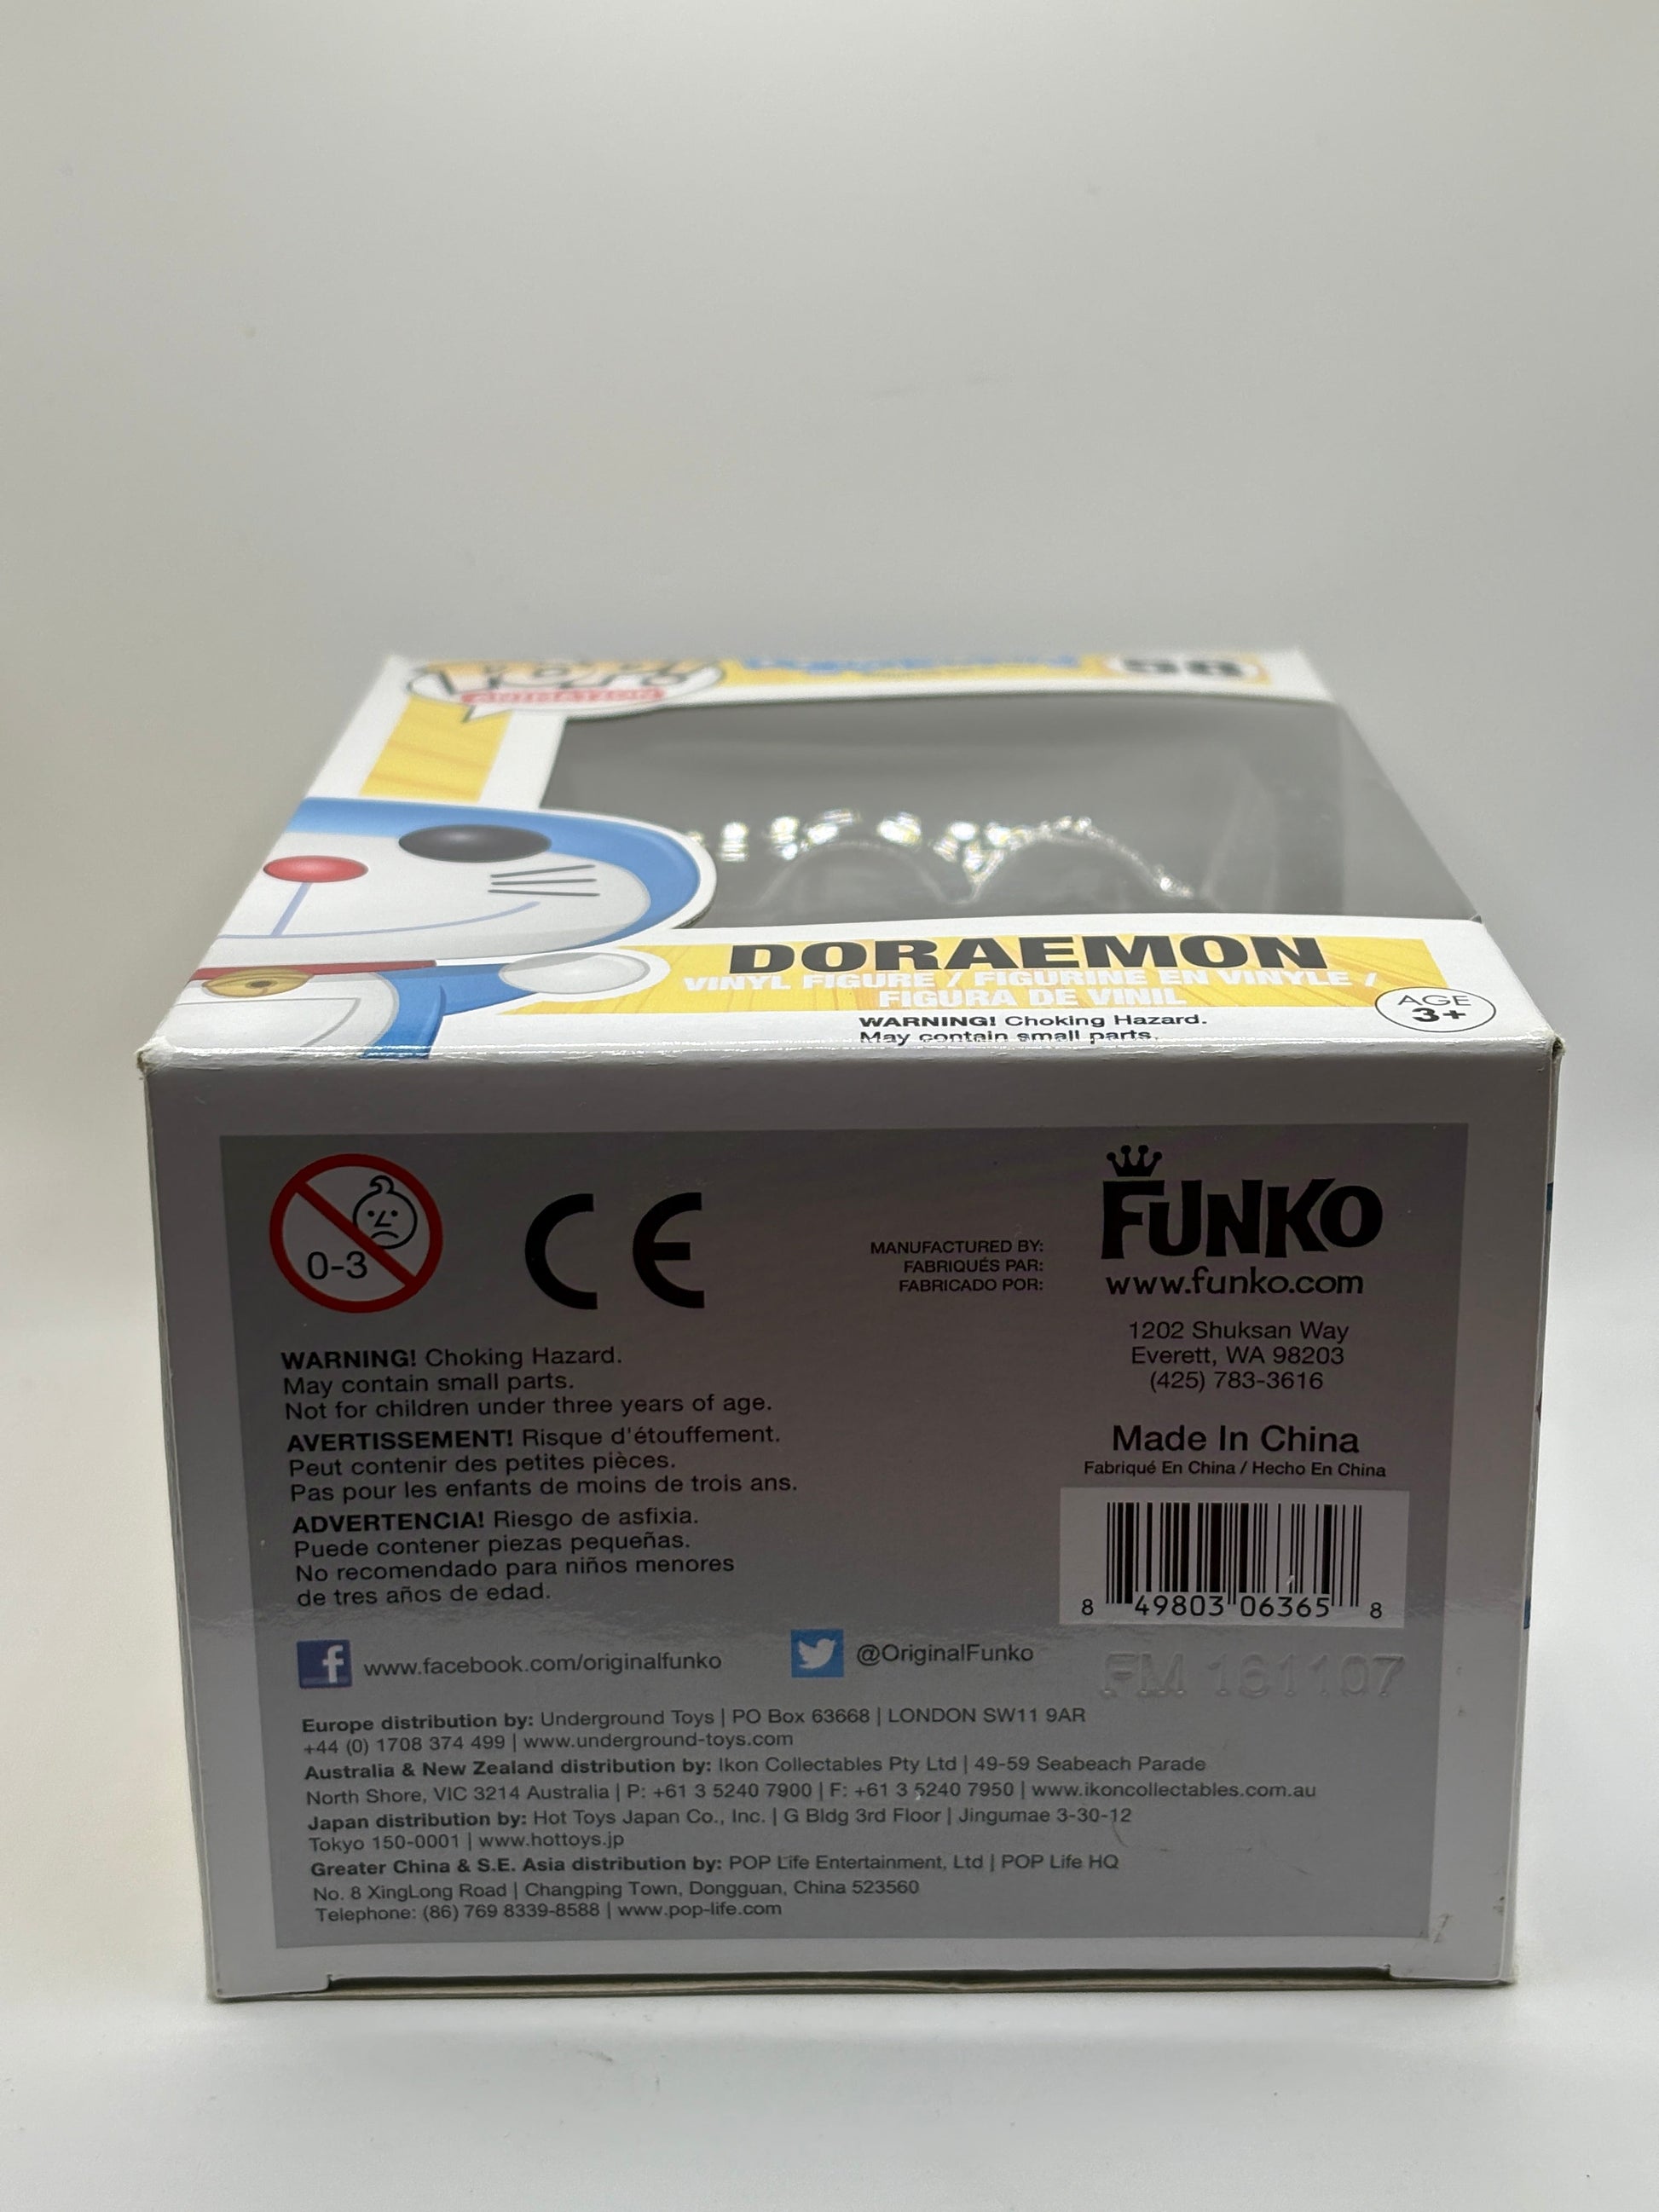 POP!
ANIMATION
58
DORAEMON
VINYL FIGURE / FIGURINE EN VINYLE /
FIGURA DE VINIL
WARNING! Choking Hazard.
May contain small parts.
AGE
3+
0-3
CE
MANUFACTURED BY:
FABRIQUÉS PAR:
FABRICADO POR:
FUNKO
www.funko.com
1202 Shuksan Way
Everett, WA 98203
(425) 783-3616
Made In China
Fabriqué En China / Hecho En China
8 49803 06365 8
FM 161107
WARNING! Choking Hazard.
May contain small parts.
Not for children under three years of age.
AVERTISSEMENT! Risque d'étouffement.
Peut contenir des petites pièces.
Pas pour les enfants de moins de trois ans.
ADVERTENCIA! Riesgo de asfixia.
Puede contener piezas pequeñas.
No recomendado para niños menores
de tres años de edad.
f www.facebook.com/originalfunko
@OriginalFunko
Europe distribution by: Underground Toys | PO Box 63668 | LONDON SW11 9AR
+44 (0) 1708 374 499 | www.underground-toys.com
Australia & New Zealand distribution by: Ikon Collectables Pty Ltd | 49-59 Seabeach Parade
North Shore, VIC 3214 Australia | P: +61 3 5240 7900 | F: +61 3 5240 7950 | www.ikoncollectables.com.au
Japan distribution by: Hot Toys Japan Co., Inc. | G Bldg 3rd Floor | Jingumae 3-30-12
Tokyo 150-0001 | www.hottoys.jp
Greater China & S.E. Asia distribution by: POP Life Entertainment, Ltd | POP Life HQ
No. 8 XingLong Road | Changping Town, Dongguan, China 523560
Telephone: (86) 769 8339-8588 | www.pop-life.com